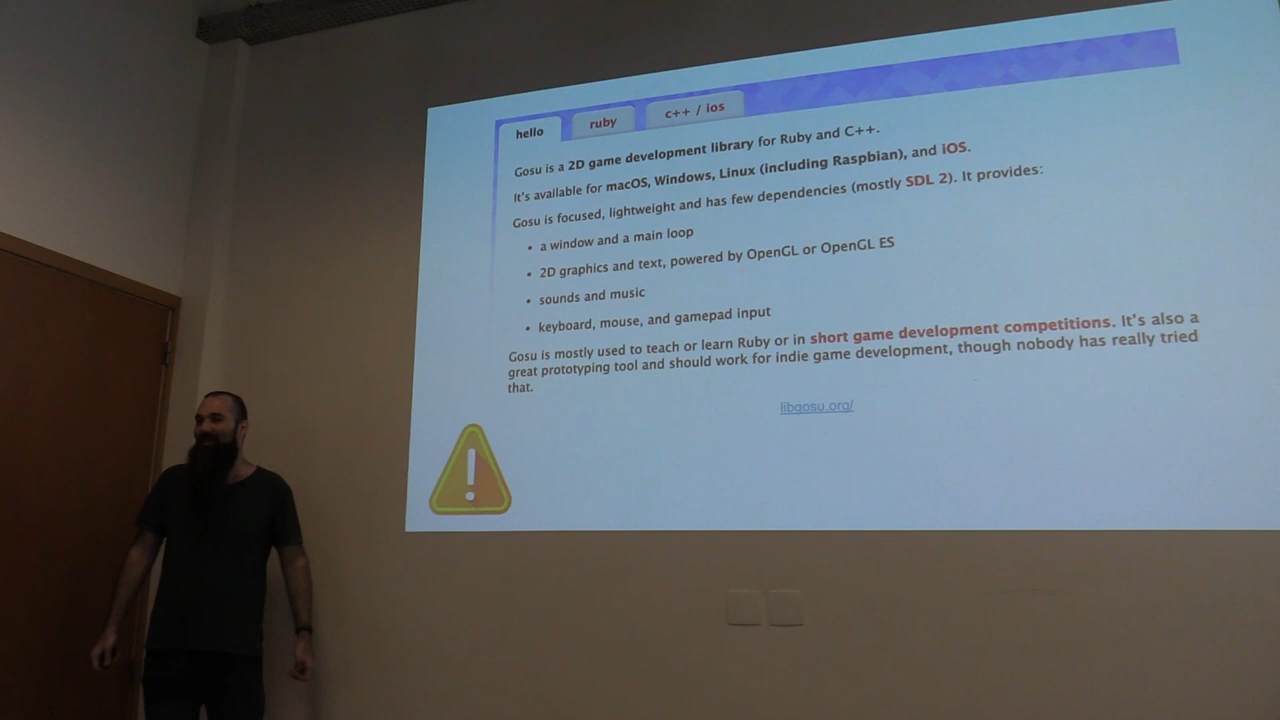 hello
ruby
c++ / ios
Gosu is a 2D game development library for Ruby and C++.
It's available for macOS, Windows, Linux (including Raspbian), and iOS.
Gosu is focused, lightweight and has few dependencies (mostly SDL 2). It provides:
• a window and a main loop
• 2D graphics and text, powered by OpenGL or OpenGL ES
• sounds and music
• keyboard, mouse, and gamepad input
Gosu is mostly used to teach or learn Ruby or in short game development competitions. It's also a
great prototyping tool and should work for indie game development, though nobody has really tried
that.
libgosu.org/
!